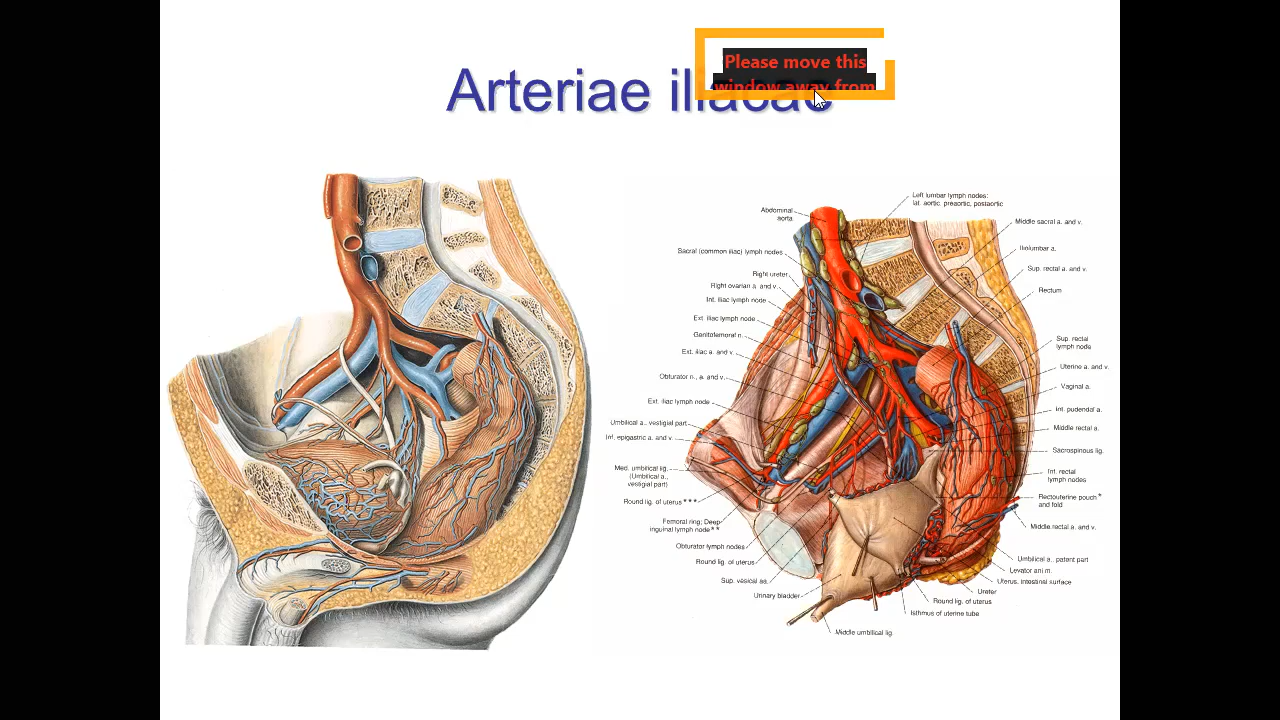 Please move this
window away from
Arteriae iliacae
Left lumbar lymph nodes:
lat. aortic, preaortic, postaortic
Abdominal
aorta
Middle sacral a. and v.
Sacral (common iliac) lymph nodes
Iliolumbar a.
Right ureter
Sup. rectal a. and v.
Right ovarian a. and v.
Rectum
Int. iliac lymph node
Ext. iliac lymph node
Genitofemoral n.
Sup. rectal
lymph node
Ext. iliac a. and v.
Uterine a. and v.
Obturator n., a. and v.
Vaginal a.
Ext. iliac lymph node
Int. pudendal a.
Umbilical a., vestigial part
Middle rectal a.
Inf. epigastric a. and v.
Sacrospinous lig.
Med. umbilical lig.
(Umbilical a.,
vestigial part)
Int. rectal
lymph nodes
Round lig. of uterus***
Rectouterine pouch*
and fold
Femoral ring; Deep
inguinal lymph node**
Middle rectal a. and v.
Obturator lymph nodes
Umbilical a., patent part
Round lig. of uterus
Levator ani m.
Sup. vesical aa.
Uterus, intestinal surface
Urinary bladder
Ureter
Round lig. of uterus
Isthmus of uterine tube
Middle umbilical lig.